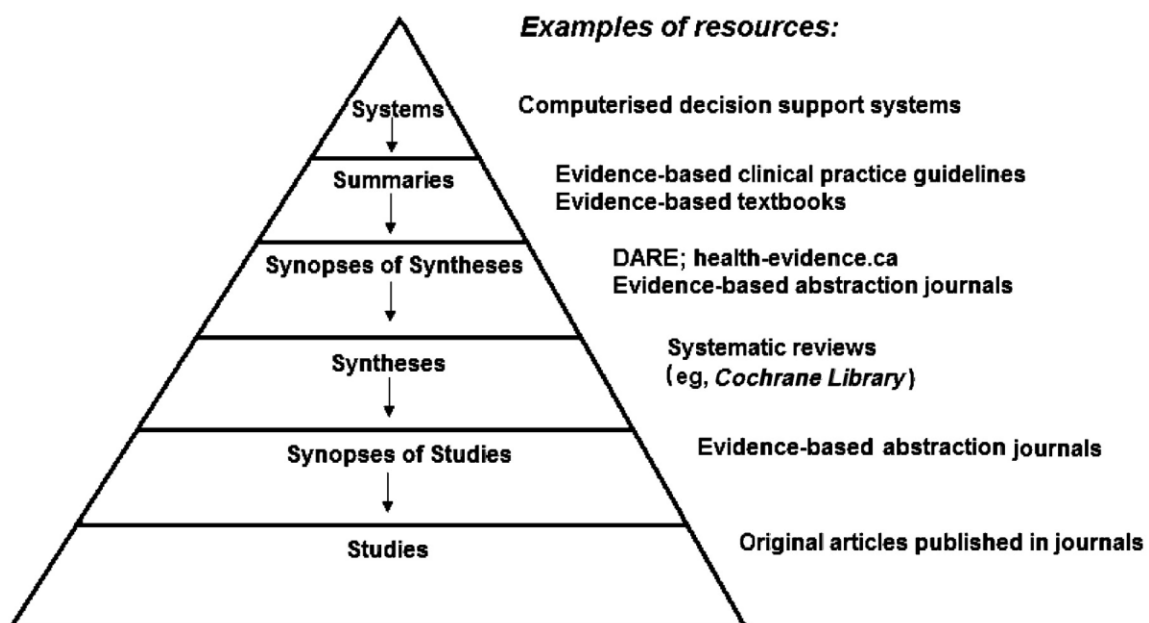 Examples of resources:
Systems
Computerised decision support systems
Summaries
Evidence-based clinical practice guidelines
Evidence-based textbooks
Synopses of Syntheses
DARE; health-evidence.ca
Evidence-based abstraction journals
Syntheses
Systematic reviews
(eg, Cochrane Library)
Synopses of Studies
Evidence-based abstraction journals
Studies
Original articles published in journals